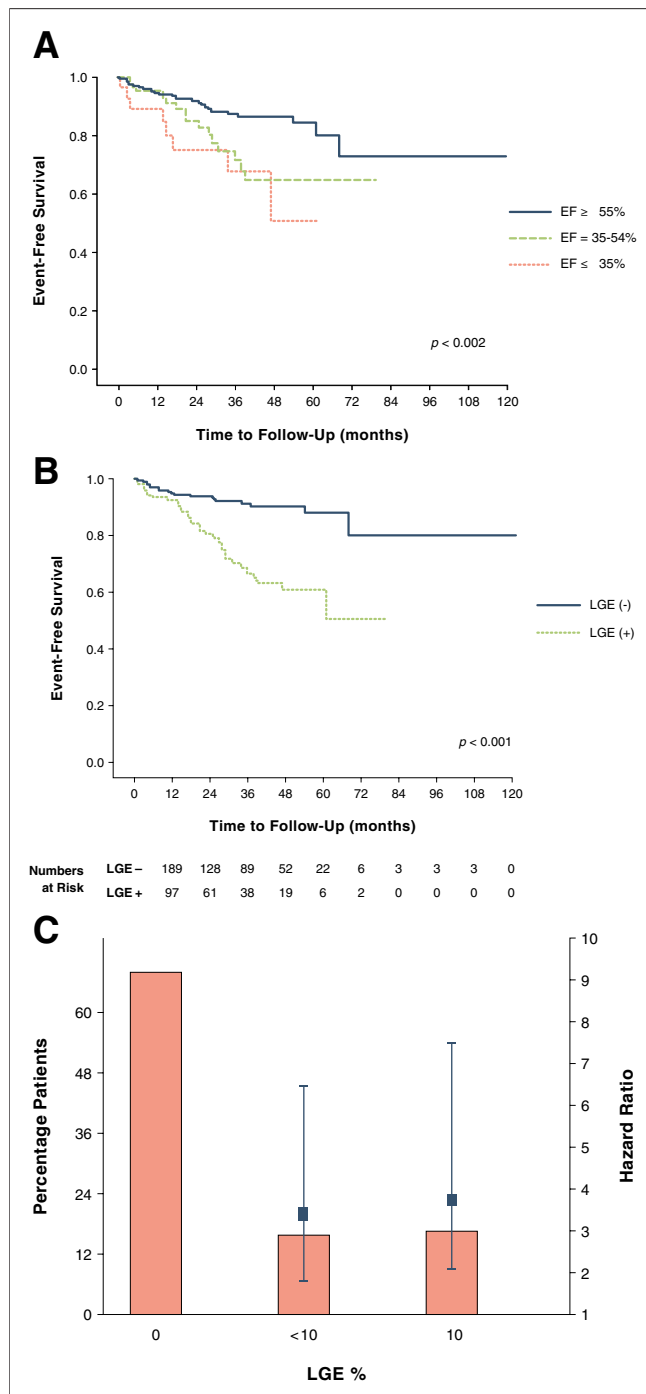 A
1.0
0.8
0.6
0.4
0.2
0.0
Event-Free Survival
EF ≥ 55%
EF = 35-54%
EF ≤ 35%
p < 0.002
0 12 24 36 48 60 72 84 96 108 120
Time to Follow-Up (months)
B
1.0
0.8
0.6
0.4
0.2
0.0
Event-Free Survival
LGE (-)
LGE (+)
p < 0.001
0 12 24 36 48 60 72 84 96 108 120
Time to Follow-Up (months)
Numbers at Risk
LGE – 189 128 89 52 22 6 3 3 3 0
LGE + 97 61 38 19 6 2 0 0 0 0
C
60
48
36
24
12
0
Percentage Patients
10
9
8
7
6
5
4
3
2
1
Hazard Ratio
0 <10 10
LGE %